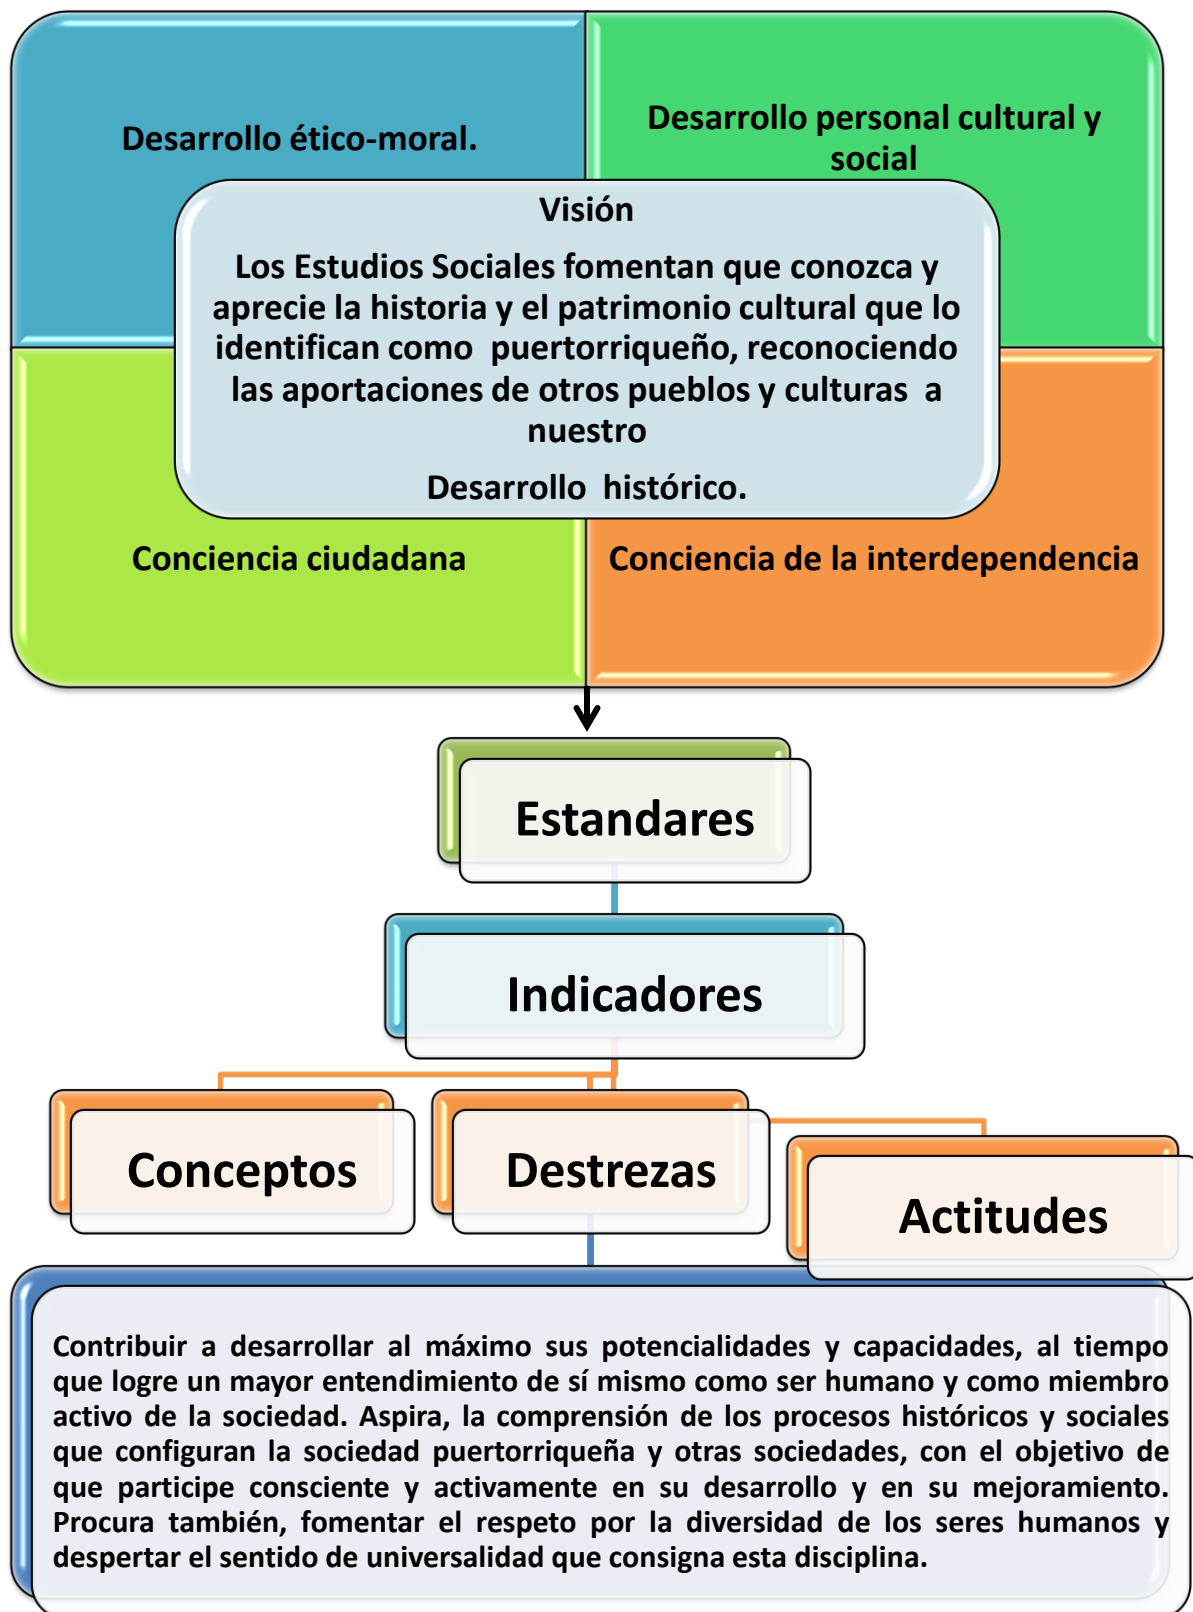 Desarrollo ético-moral.
Desarrollo personal cultural y
social
Visión
Los Estudios Sociales fomentan que conozca y
aprecie la historia y el patrimonio cultural que lo
identifican como puertorriqueño, reconociendo
las aportaciones de otros pueblos y culturas a
nuestro
Desarrollo histórico.
Conciencia ciudadana
Conciencia de la interdependencia
Estandares
Indicadores
Conceptos
Destrezas
Actitudes
Contribuir a desarrollar al máximo sus potencialidades y capacidades, al tiempo
que logre un mayor entendimiento de sí mismo como ser humano y como miembro
activo de la sociedad. Aspira, la comprensión de los procesos históricos y sociales
que configuran la sociedad puertorriqueña y otras sociedades, con el objetivo de
que participe consciente y activamente en su desarrollo y en su mejoramiento.
Procura también, fomentar el respeto por la diversidad de los seres humanos y
despertar el sentido de universalidad que consigna esta disciplina.